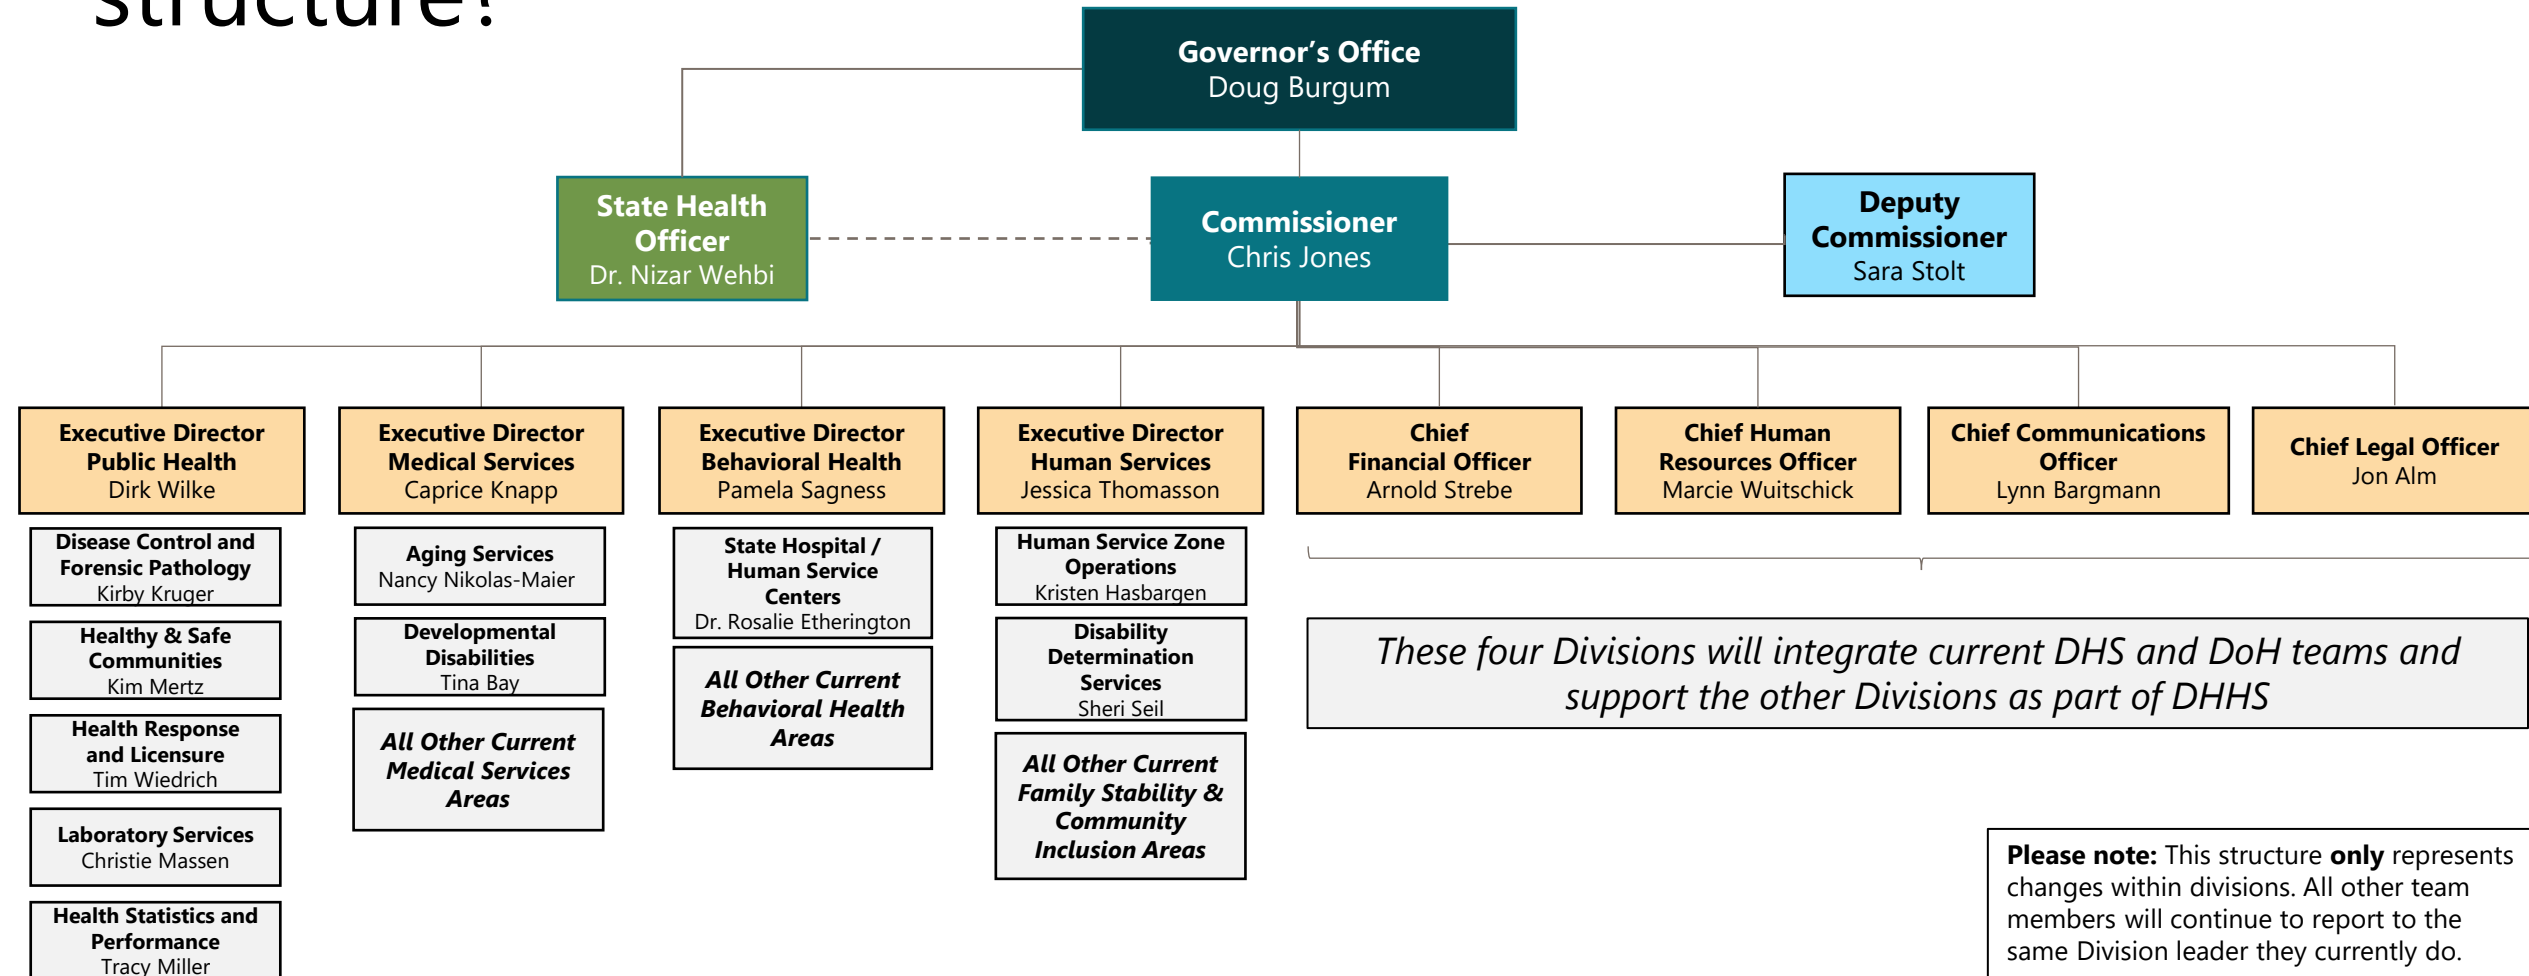 structure?
Governor’s Office
Doug Burgum
State Health
Officer
Dr. Nizar Wehbi
Commissioner
Chris Jones
Deputy
Commissioner
Sara Stolt
Executive Director
Public Health
Dirk Wilke
Executive Director
Medical Services
Caprice Knapp
Executive Director
Behavioral Health
Pamela Sagness
Executive Director
Human Services
Jessica Thomasson
Chief
Financial Officer
Arnold Strebe
Chief Human
Resources Officer
Marcie Wuitschick
Chief Communications
Officer
Lynn Bargmann
Chief Legal Officer
Jon Alm
Disease Control and
Forensic Pathology
Kirby Kruger
Healthy & Safe
Communities
Kim Mertz
Health Response
and Licensure
Tim Wiedrich
Laboratory Services
Christie Massen
Health Statistics and
Performance
Tracy Miller
Aging Services
Nancy Nikolas-Maier
Developmental
Disabilities
Tina Bay
All Other Current
Medical Services
Areas
State Hospital /
Human Service
Centers
Dr. Rosalie Etherington
All Other Current
Behavioral Health
Areas
Human Service Zone
Operations
Kristen Hasbargen
Disability
Determination
Services
Sheri Seil
All Other Current
Family Stability &
Community
Inclusion Areas
These four Divisions will integrate current DHS and DoH teams and
support the other Divisions as part of DHHS
Please note: This structure only represents
changes within divisions. All other team
members will continue to report to the
same Division leader they currently do.